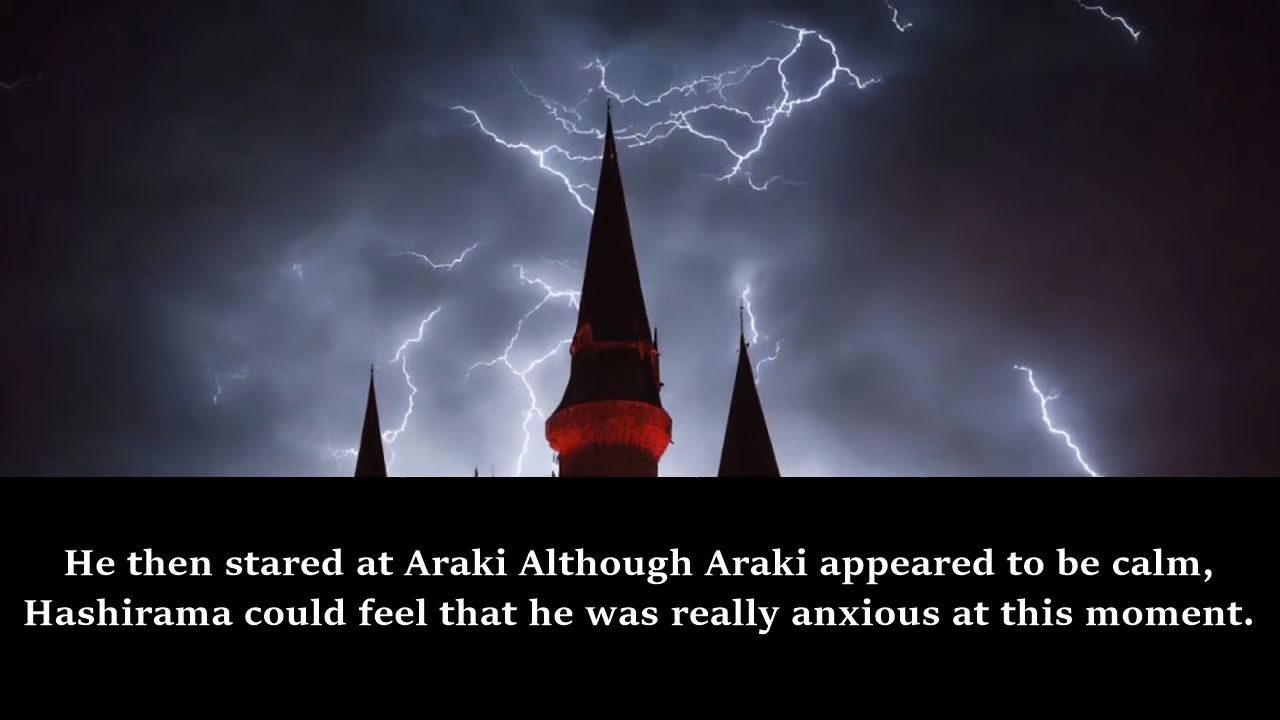 He then stared at Araki Although Araki appeared to be calm,
Hashirama could feel that he was really anxious at this moment.